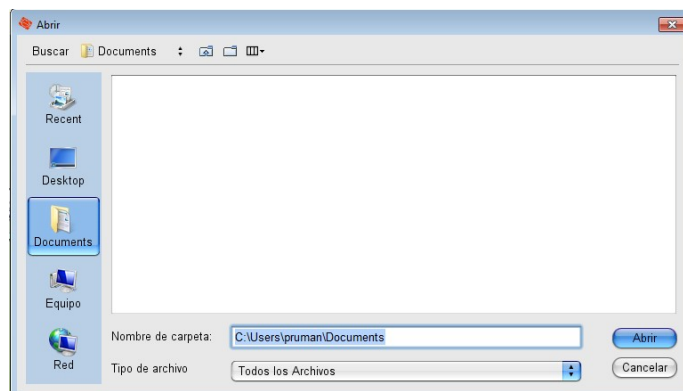 Abrir
Buscar Documents
Recent
Desktop
Documents
Equipo
Red
Nombre de carpeta: C:\Users\pruman\Documents Abrir
Tipo de archivo Todos los Archivos Cancelar